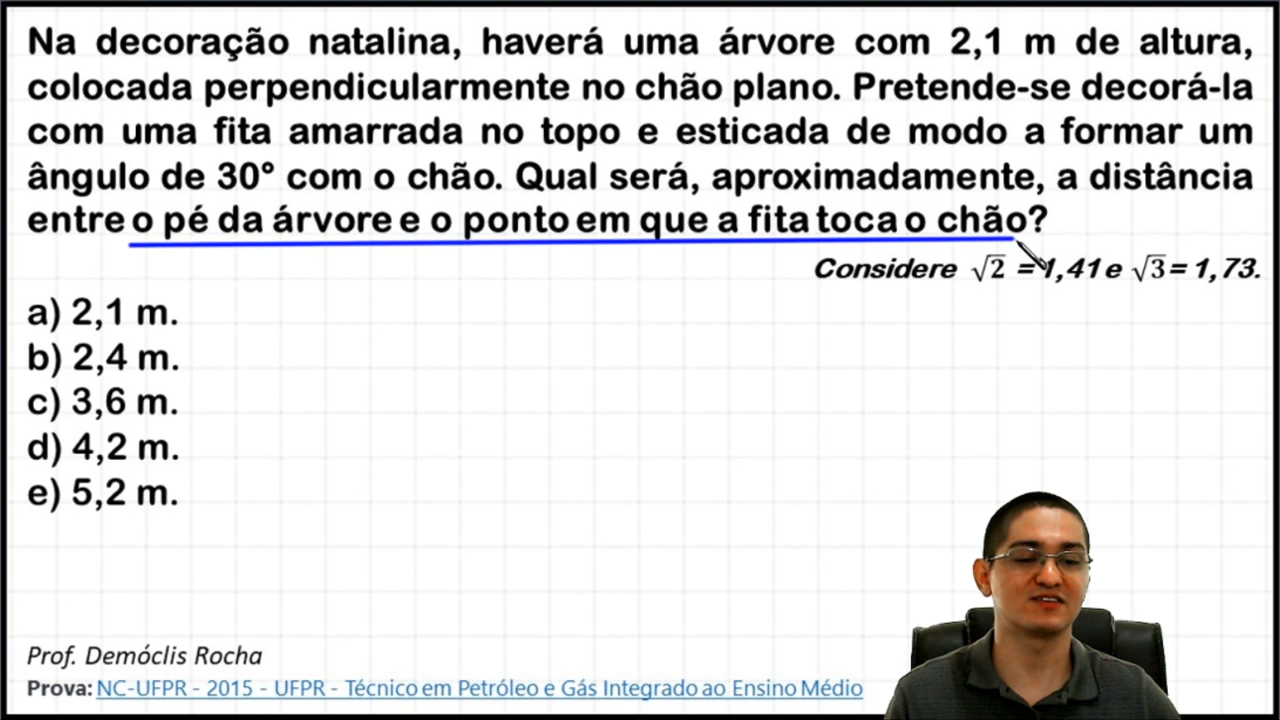 Na decoração natalina, haverá uma árvore com 2,1 m de altura,
colocada perpendicularmente no chão plano. Pretende-se decorá-la
com uma fita amarrada no topo e esticada de modo a formar um
ângulo de 30° com o chão. Qual será, aproximadamente, a distância
entre o pé da árvore e o ponto em que a fita toca o chão?
Considere √2 = 1,41 e √3 = 1,73.
a) 2,1 m.
b) 2,4 m.
c) 3,6 m.
d) 4,2 m.
e) 5,2 m.
Prof. Demóclis Rocha
Prova: NC-UFPR - 2015 - UFPR - Técnico em Petróleo e Gás Integrado ao Ensino Médio